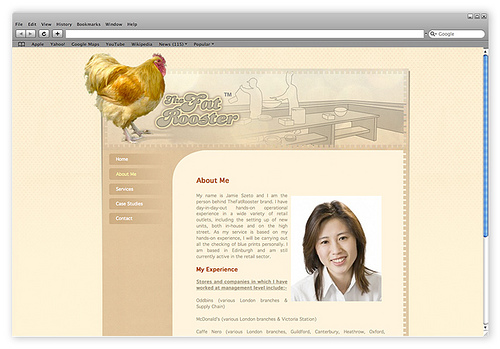 File Edit View History Bookmarks Window Help
Google
Apple Yahoo! Google Maps YouTube Wikipedia News (115) Popular
The Fat Rooster TM
Home
About Me
Services
Case Studies
Contact
About Me
My name is Jamie Szeto and I am the
person behind TheFatRooster brand. I have
day-in-day-out hands-on operational
experience in a wide variety of retail
outlets, including the setting up of new
units, both in-house and on the high
street. As my service is based on my
hands-on experience, I will be carrying out
all the checking of blue prints personally. I
am based in Edinburgh and am still
currently active in the retail sector.
My Experience
Stores and companies in which I have
worked at management level include:-
Oddbins (various London branches &
Supply Chain)
McDonald's (various London branches & Victoria Station)
Caffe Nero (various London branches, Guildford, Canterbury, Heathrow, Oxford,